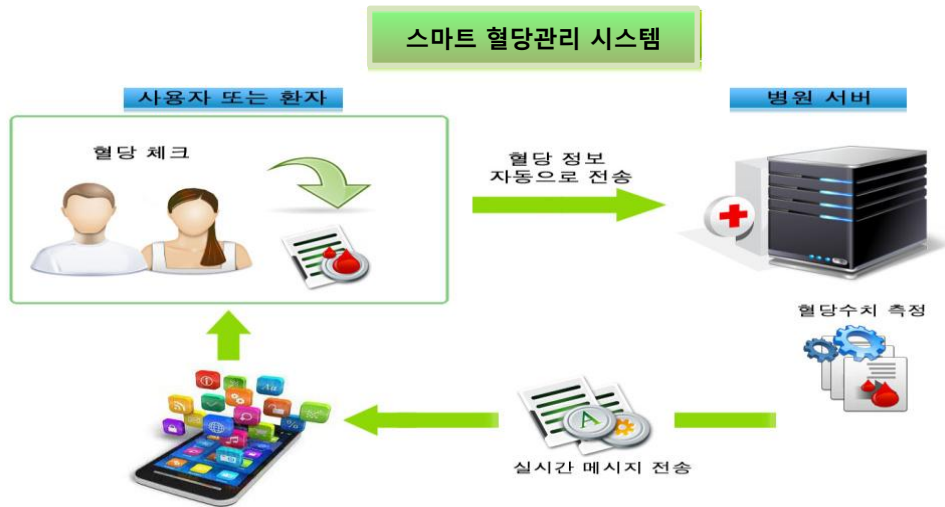 스마트 혈당관리 시스템
사용자 또는 환자
병원 서버
혈당 체크
혈당 정보
자동으로 전송
혈당수치 측정
A
실시간 메시지 전송